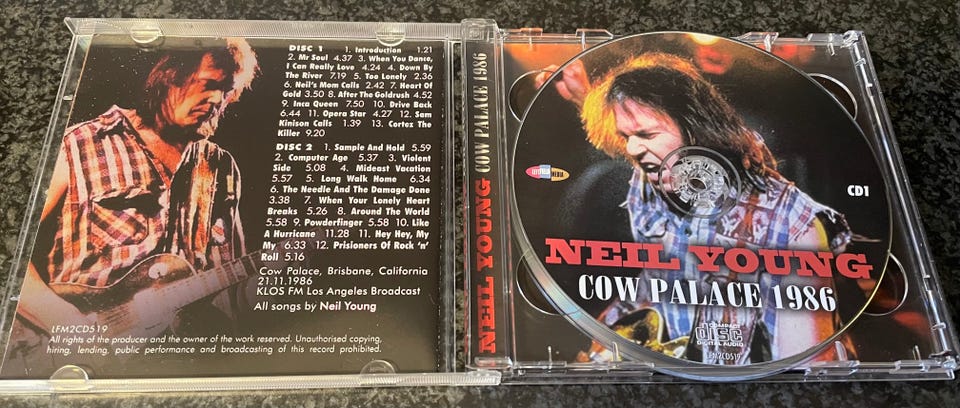 DISC 1 1. Introduction 1.21
2. Mr Soul 4.37 3. When You Dance,
I Can Really Love 4.24 4. Down By
The River 7.19 5. Too Lonely 2.36
6. Neil's Mom Calls 2.42 7. Heart Of
Gold 3.50 8. After The Goldrush 4.52
9. Inca Queen 7.50 10. Drive Back
6.44 11. Opera Star 4.27 12. Sam
Kinison Calls 1.39 13. Cortez The
Killer 9.20
DISC 2 1. Sample And Hold 5.59
2. Computer Age 5.37 3. Violent
Side 5.08 4. Mideast Vacation
5.57 5. Long Walk Home 6.34
6. The Needle And The Damage Done
3.38 7. When Your Lonely Heart
Breaks 5.26 8. Around The World
5.58 9. Powderfinger 5.58 10. Like
A Hurricane 11.28 11. Hey Hey, My
My 6.33 12. Prisioners Of Rock 'n'
Roll 5.16
Cow Palace, Brisbane, California
21.11.1986
KLOS FM Los Angeles Broadcast
All songs by Neil Young
LFM2CD519
All rights of the producer and the owner of the work reserved. Unauthorised copying,
hiring, lending, public performance and broadcasting of this record prohibited.
NEIL YOUNG COW PALACE 1986
MEDIA
CD1
NEIL YOUNG
COW PALACE 1986
COMPACT
disc
DIGITAL AUDIO
LFM2CD519